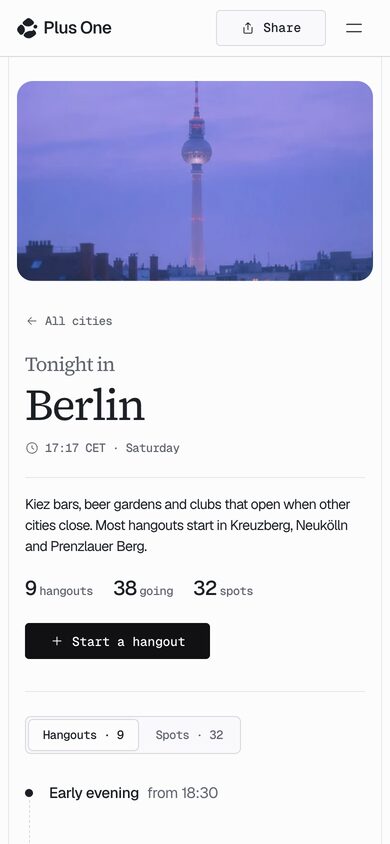 Plus One
Share
All cities
Tonight in
Berlin
17:17 CET · Saturday
Kiez bars, beer gardens and clubs that open when other
cities close. Most hangouts start in Kreuzberg, Neukölln
and Prenzlauer Berg.
9 hangouts 38 going 32 spots
Start a hangout
Hangouts · 9 Spots · 32
Early evening from 18:30